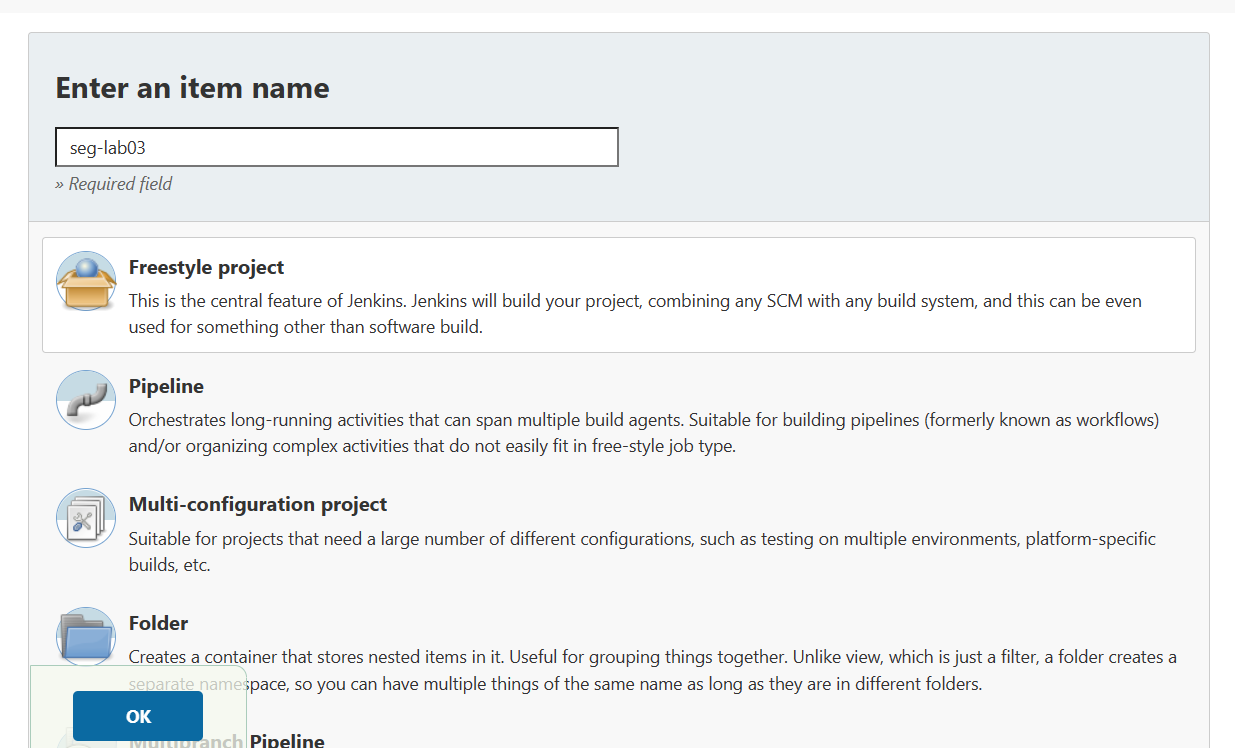 Enter an item name
seg-lab03
» Required field
Freestyle project
This is the central feature of Jenkins. Jenkins will build your project, combining any SCM with any build system, and this can be even
used for something other than software build.
Pipeline
Orchestrates long-running activities that can span multiple build agents. Suitable for building pipelines (formerly known as workflows)
and/or organizing complex activities that do not easily fit in free-style job type.
Multi-configuration project
Suitable for projects that need a large number of different configurations, such as testing on multiple environments, platform-specific
builds, etc.
Folder
Creates a container that stores nested items in it. Useful for grouping things together. Unlike view, which is just a filter, a folder creates a
separate namespace, so you can have multiple things of the same name as long as they are in different folders.
OK
Multibranch Pipeline